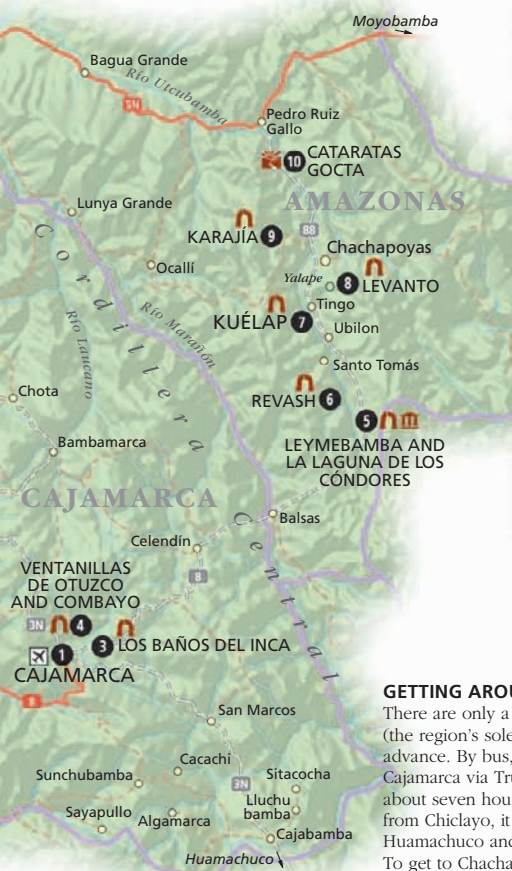 Moyobamba
Bagua Grande
Río Utcubamba
5N
Pedro Ruiz
Gallo
10 CATARATAS
GOCTA
AMAZONAS
Lunya Grande
KARAJÍA 9
88
Chachapoyas
Ocallí
Yalape
8 LEVANTO
Tingo
KUÉLAP 7
Ubilon
Río Marañón
Río Laucano
Cordillera Central
Santo Tomás
Chota
REVASH 6
5
LEYMEBAMBA AND
LA LAGUNA DE LOS
CÓNDORES
Bambamarca
CAJAMARCA
Balsas
Celendín
8
VENTANILLAS
DE OTUZCO
AND COMBAYO
3N
4
3 LOS BAÑOS DEL INCA
1
CAJAMARCA
8
San Marcos
Cacachi
Sunchubamba
3N
Sitacocha
Lluchu
bamba
Sayapullo
Algamarca
Cajabamba
Huamachuco
GETTING AROU
There are only a
(the region's sole
advance. By bus,
Cajamarca via Tru
about seven hou
from Chiclayo, it
Huamachuco and
To get to Chacha